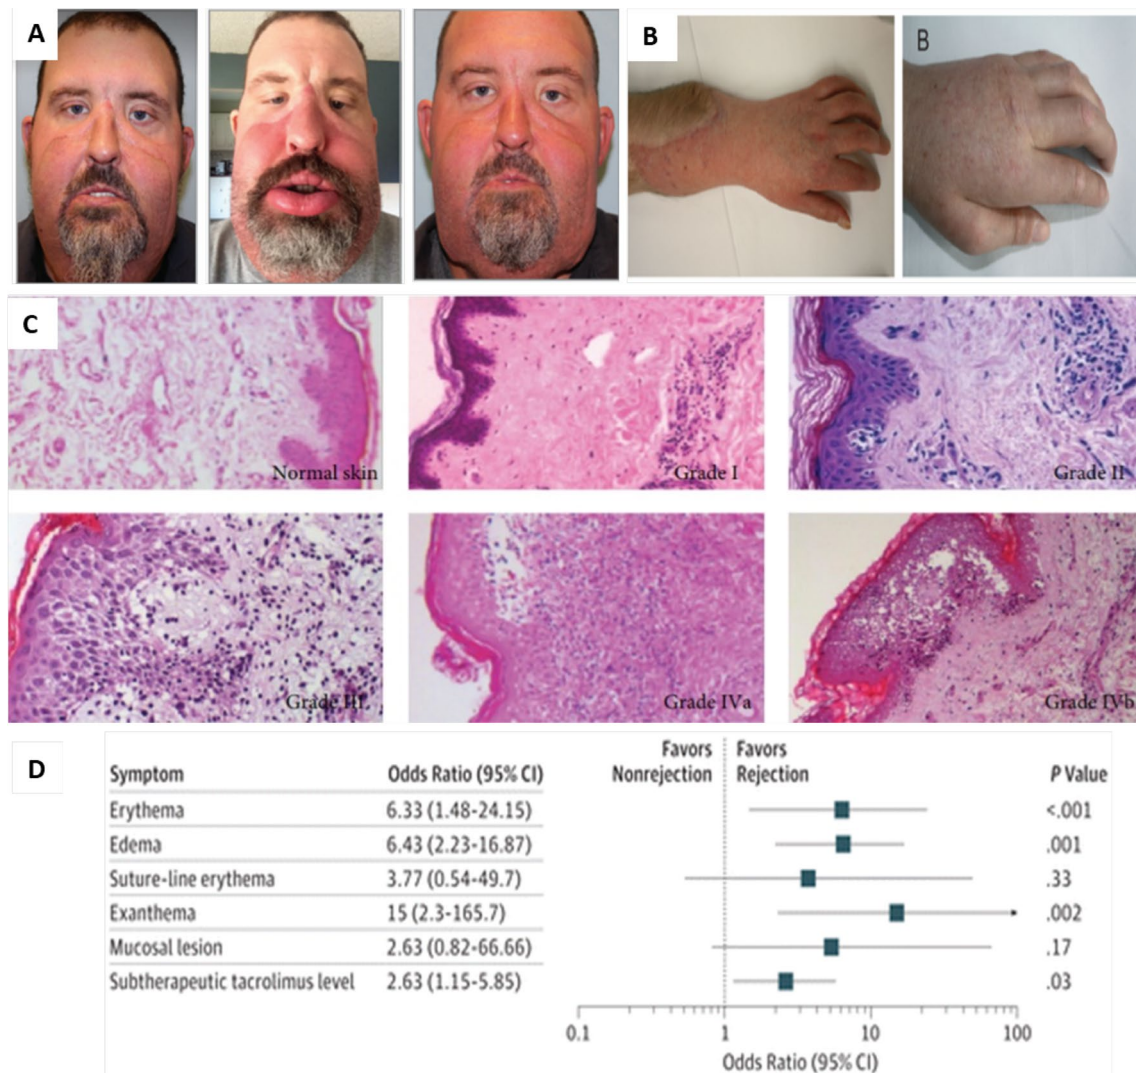 A
B
B
C
Normal skin
Grade I
Grade II
Grade III
Grade IVa
Grade IVb
D
Symptom Odds Ratio (95% CI) Favors Nonrejection Favors Rejection P Value
Erythema 6.33 (1.48-24.15) <.001
Edema 6.43 (2.23-16.87) .001
Suture-line erythema 3.77 (0.54-49.7) .33
Exanthema 15 (2.3-165.7) .002
Mucosal lesion 2.63 (0.82-66.66) .17
Subtherapeutic tacrolimus level 2.63 (1.15-5.85) .03
0.1 1 10 100
Odds Ratio (95% CI)